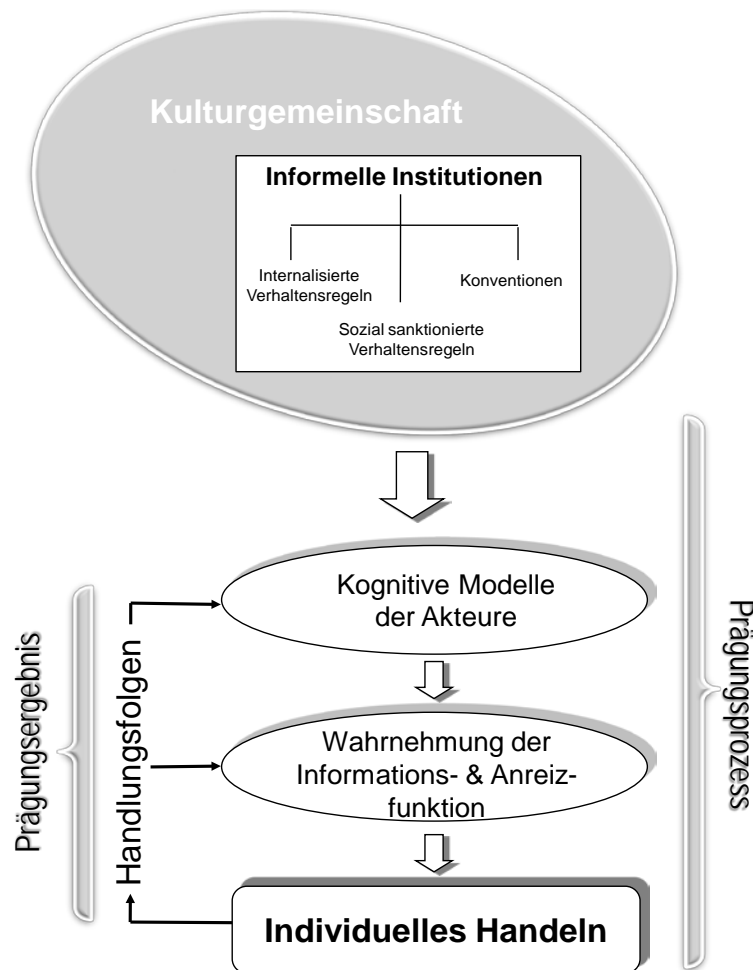 Kulturgemeinschaft
Informelle Institutionen
Internalisierte
Verhaltensregeln
Konventionen
Sozial sanktionierte
Verhaltensregeln
Kognitive Modelle
der Akteure
Wahrnehmung der
Informations- & Anreiz-
funktion
Individuelles Handeln
Handlungsfolgen
Prägungsergebnis
Prägungsprozess